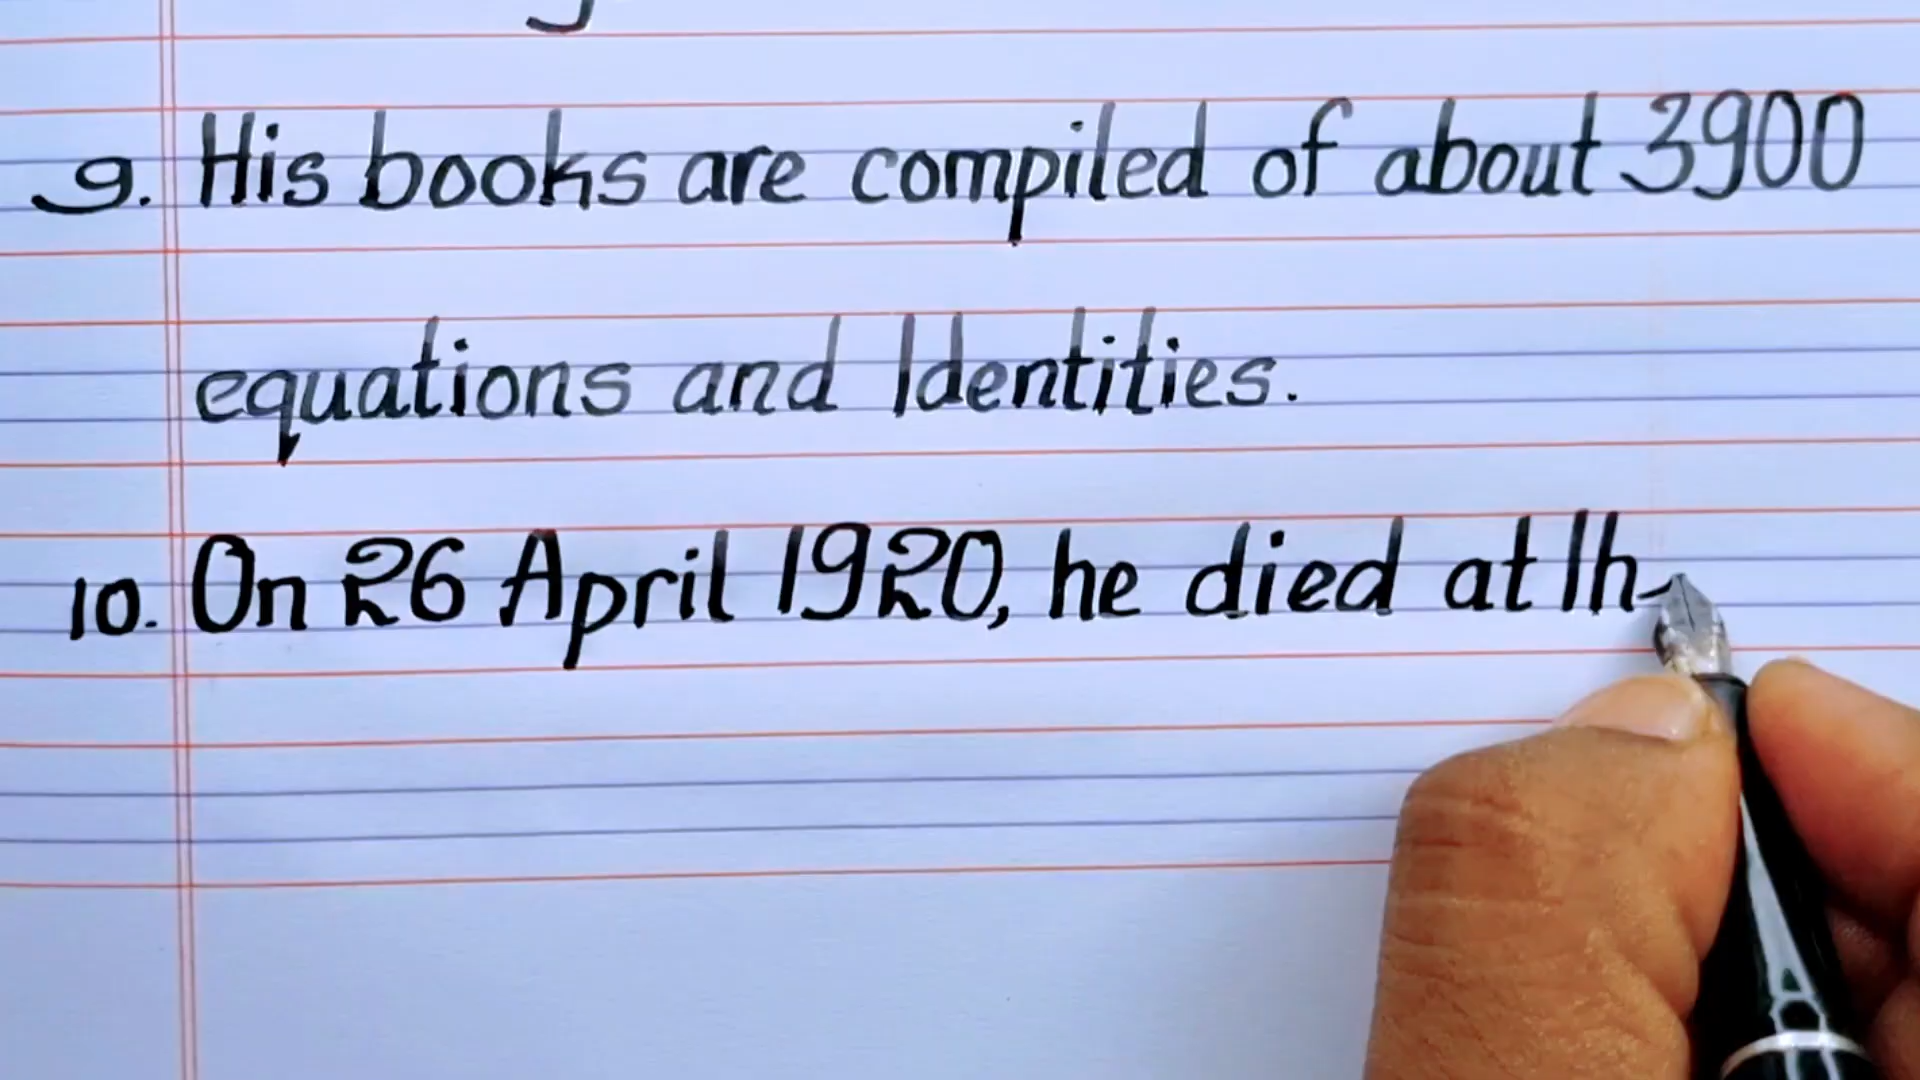 9. His books are compiled of about 3900
equations and Identities.
10. On 26 April 1920, he died at th